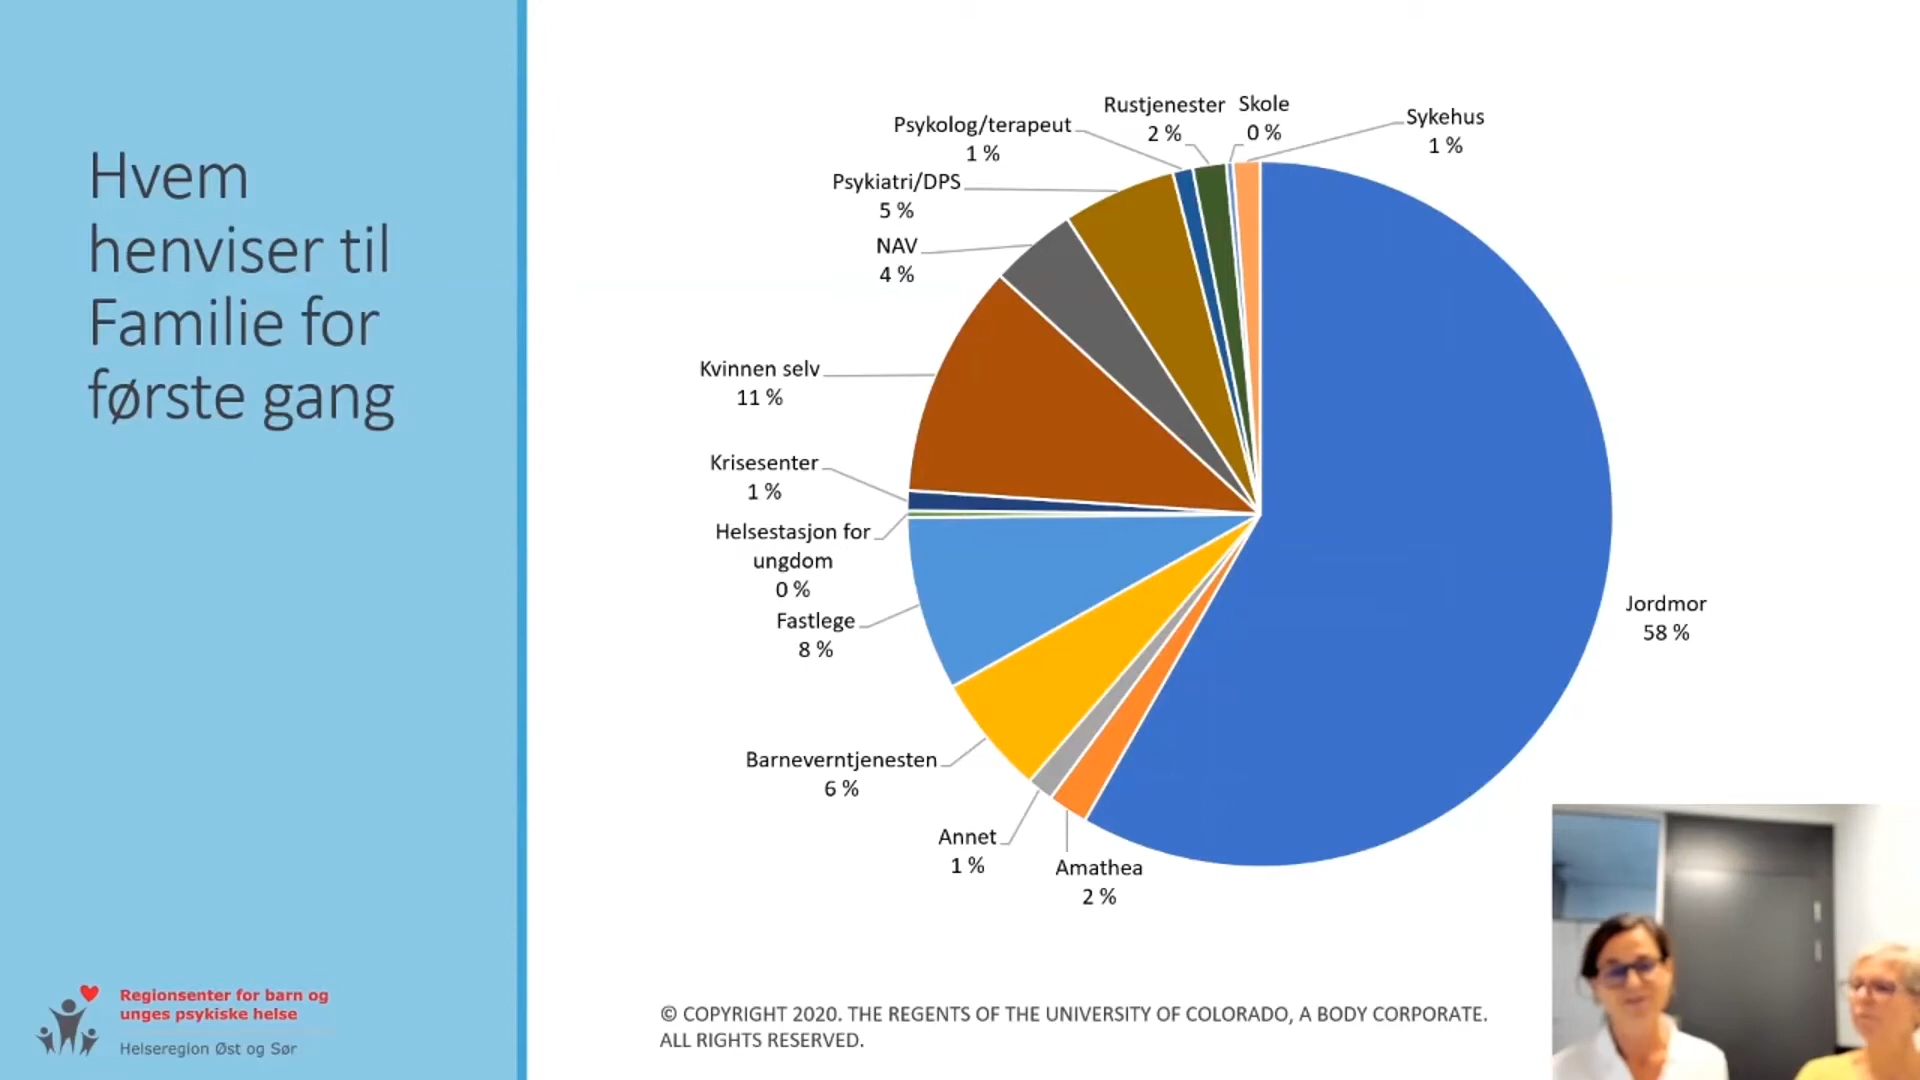 Hvem
henviser til
Familie for
første gang
Rustjenester
2 %
Skole
0 %
Sykehus
1 %
Psykolog/terapeut
1 %
Psykiatri/DPS
5 %
NAV
4 %
Kvinnen selv
11 %
Krisesenter
1 %
Helsestasjon for
ungdom
0 %
Fastlege
8 %
Jordmor
58 %
Barneverntjenesten
6 %
Annet
1 %
Amathea
2 %
Regionsenter for barn og
unges psykiske helse
Helseregion Øst og Sør
© COPYRIGHT 2020. THE REGENTS OF THE UNIVERSITY OF COLORADO, A BODY CORPORATE.
ALL RIGHTS RESERVED.